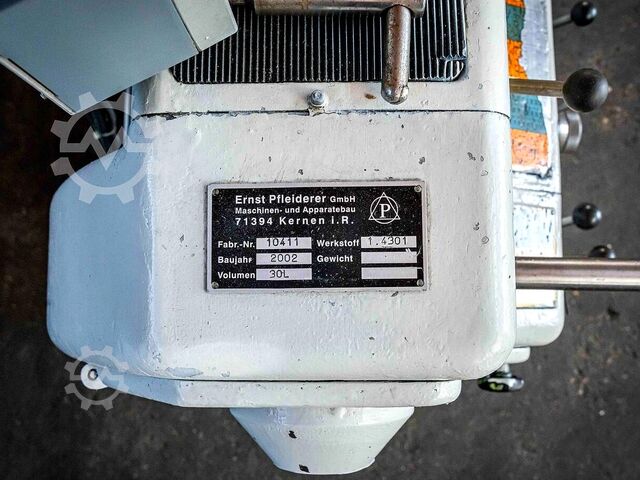 Ernst Pfleiderer GmbH
Maschinen- und Apparatebau
71394 Kernen i.R.
P
Fabr.-Nr. 10411 Werkstoff 1.4301
Baujahr 2002 Gewicht
Volumen 30L